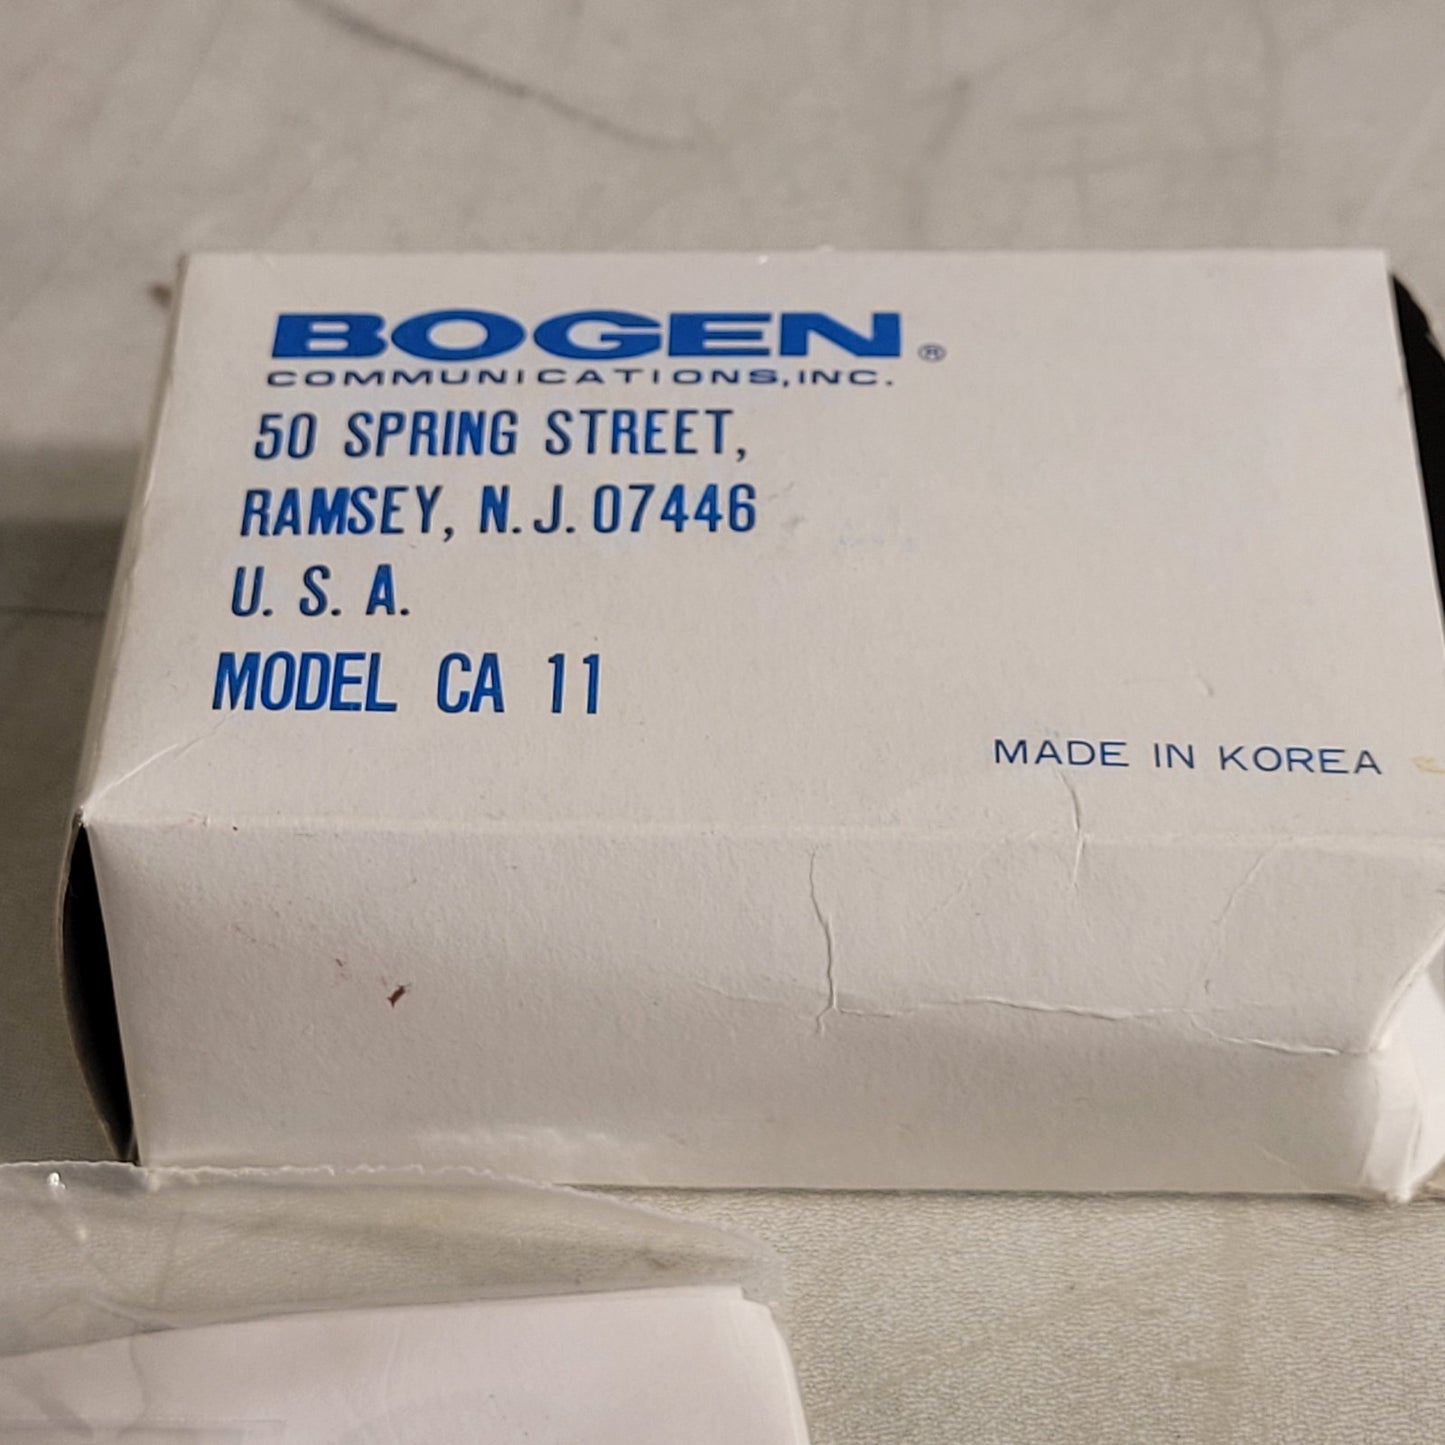 BOGEN®
COMMUNICATIONS, INC.
50 SPRING STREET,
RAMSEY, N.J. 07446
U. S. A.
MODEL CA 11
MADE IN KOREA